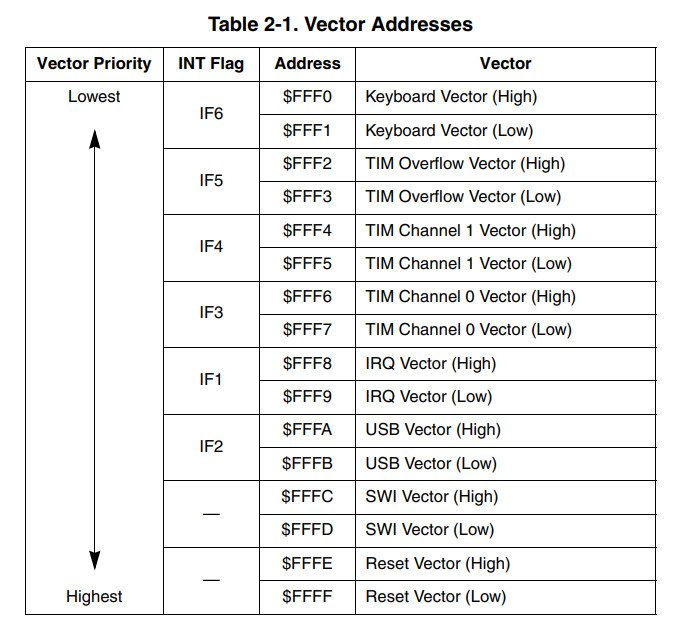 Table 2-1. Vector Addresses
Vector Priority INT Flag Address Vector
Lowest IF6 $FFF0 Keyboard Vector (High)
$FFF1 Keyboard Vector (Low)
IF5 $FFF2 TIM Overflow Vector (High)
$FFF3 TIM Overflow Vector (Low)
IF4 $FFF4 TIM Channel 1 Vector (High)
$FFF5 TIM Channel 1 Vector (Low)
IF3 $FFF6 TIM Channel 0 Vector (High)
$FFF7 TIM Channel 0 Vector (Low)
IF1 $FFF8 IRQ Vector (High)
$FFF9 IRQ Vector (Low)
IF2 $FFFA USB Vector (High)
$FFFB USB Vector (Low)
— $FFFC SWI Vector (High)
$FFFD SWI Vector (Low)
— $FFFE Reset Vector (High)
Highest $FFFF Reset Vector (Low)